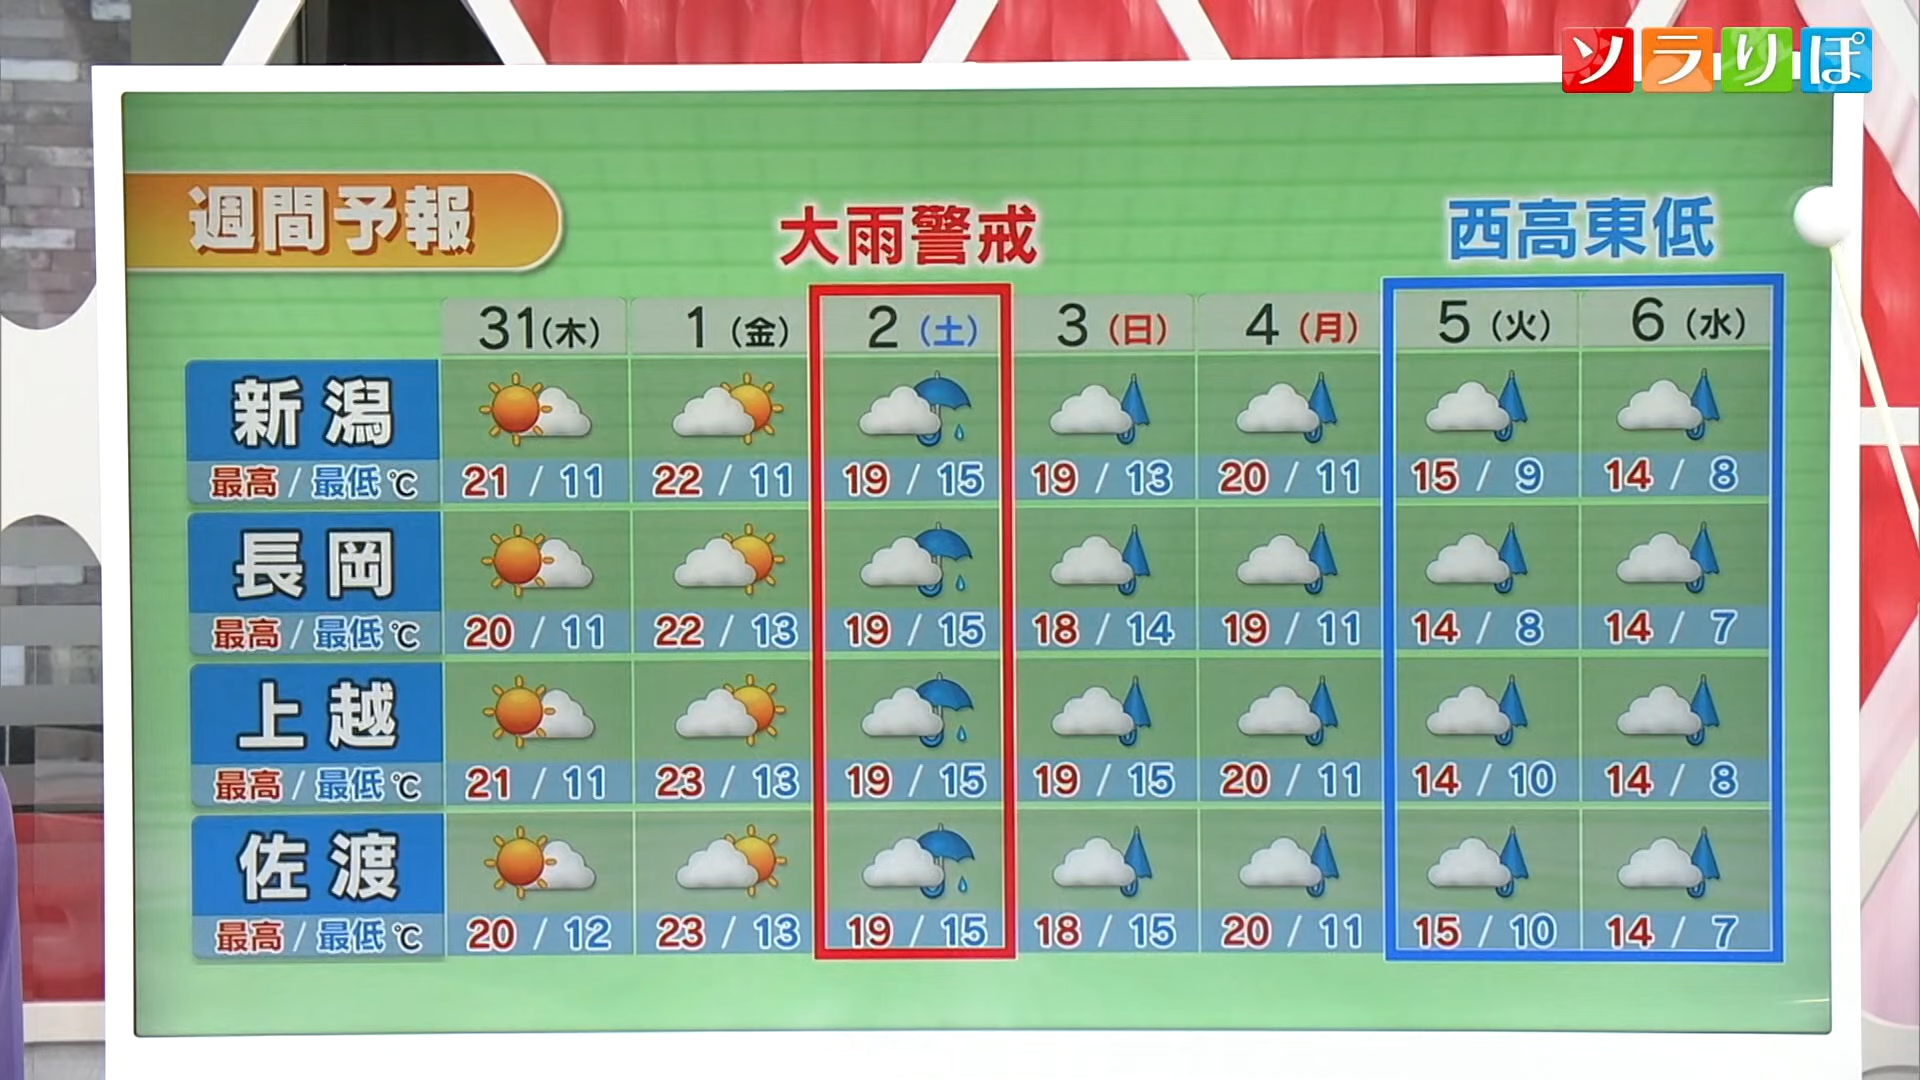 ソラりぽ
週間予報
大雨警戒
西高東低
31(木) 1(金) 2(土) 3(日) 4(月) 5(火) 6(水)
新潟
最高/最低℃ 21/11 22/11 19/15 19/13 20/11 15/9 14/8
長岡
最高/最低℃ 20/11 22/13 19/15 18/14 19/11 14/8 14/7
上越
最高/最低℃ 21/11 23/13 19/15 19/15 20/11 14/10 14/8
佐渡
最高/最低℃ 20/12 23/13 19/15 18/15 20/11 15/10 14/7